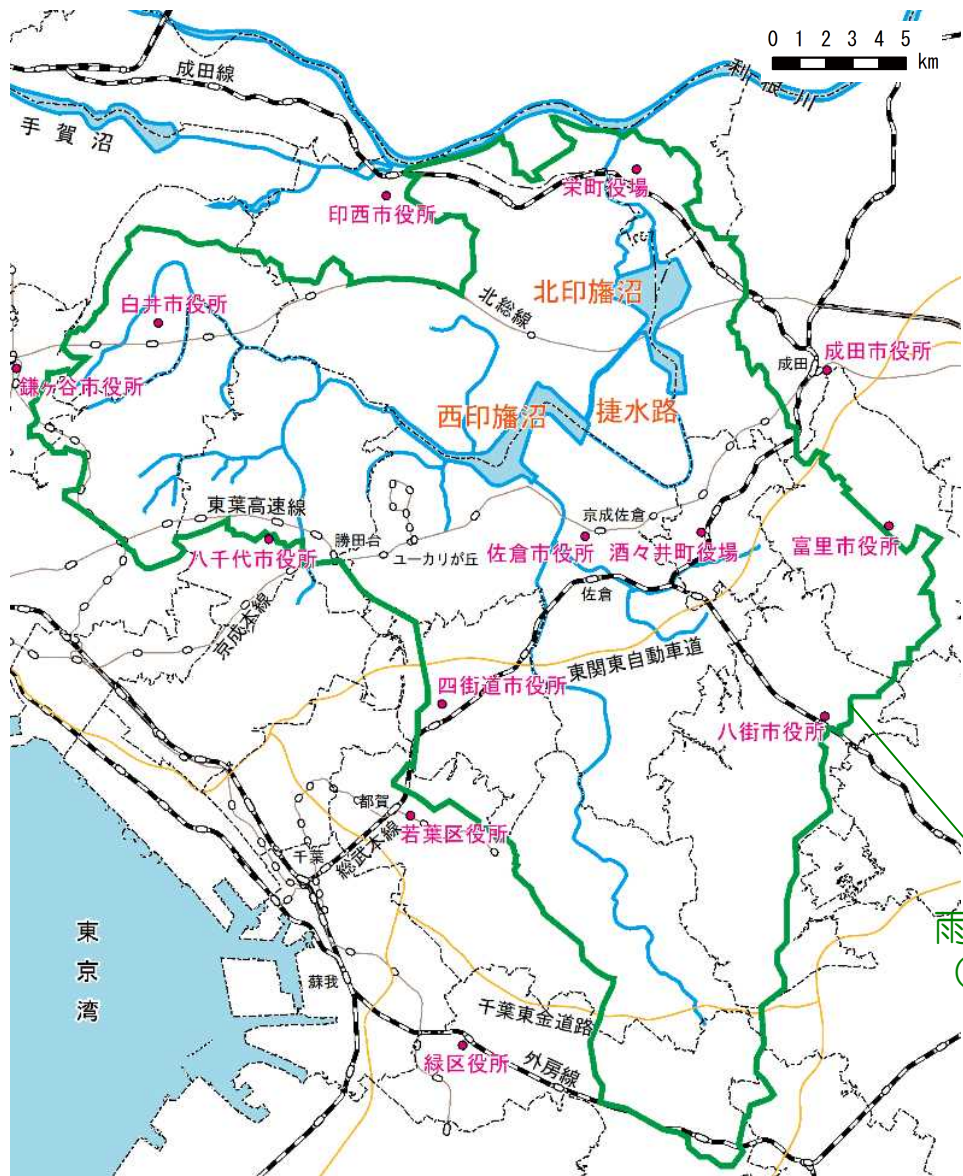 0 1 2 3 4 5
km
成田線
利根川
手賀沼
栄町役場
印西市役所
北印旛沼
北総線
白井市役所
成田
成田市役所
鎌ヶ谷市役所
西印旛沼
捷水路
東葉高速線
京成佐倉
八千代市役所
勝田台
ユーカリが丘
佐倉市役所
酒々井町役場
富里市役所
佐倉
京成本線
東関東自動車道
四街道市役所
八街市役所
都賀
若葉区役所
総武本線
千葉
雨
東京湾
蘇我
千葉東金道路
緑区役所
外房線